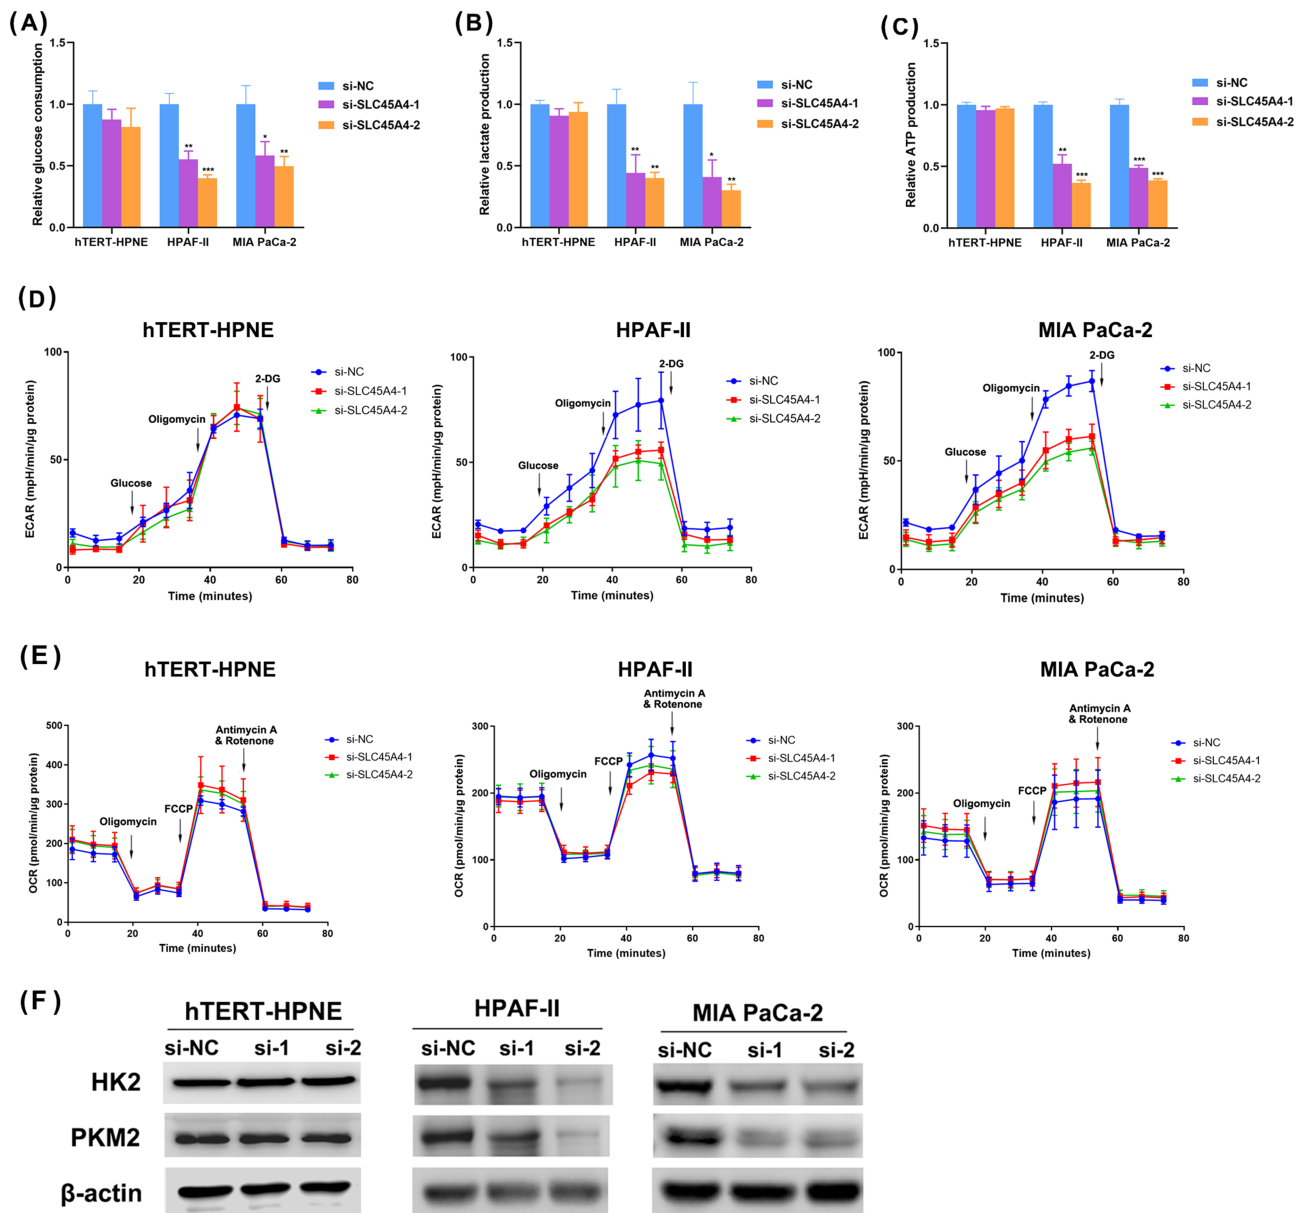 (A)
Relative glucose consumption
1.5
1.0
0.5
0.0
** *** * **
hTERT-HPNE HPAF-II MIA PaCa-2
si-NC
si-SLC45A4-1
si-SLC45A4-2
(B)
Relative lactate production
1.5
1.0
0.5
0.0
** ** * **
hTERT-HPNE HPAF-II MIA PaCa-2
si-NC
si-SLC45A4-1
si-SLC45A4-2
(C)
Relative ATP production
1.5
1.0
0.5
0.0
** *** *** ***
hTERT-HPNE HPAF-II MIA PaCa-2
si-NC
si-SLC45A4-1
si-SLC45A4-2
(D)
hTERT-HPNE
ECAR (mpH/min/µg protein)
100
50
0
Glucose
Oligomycin
2-DG
si-NC
si-SLC45A4-1
si-SLC45A4-2
0 20 40 60 80
Time (minutes)
HPAF-II
ECAR (mpH/min/µg protein)
100
50
0
Glucose
Oligomycin
2-DG
si-NC
si-SLC45A4-1
si-SLC45A4-2
0 20 40 60 80
Time (minutes)
MIA PaCa-2
ECAR (mpH/min/µg protein)
100
50
0
Glucose
Oligomycin
2-DG
si-NC
si-SLC45A4-1
si-SLC45A4-2
0 20 40 60 80
Time (minutes)
(E)
hTERT-HPNE
OCR (pmol/min/µg protein)
500
400
300
200
100
0
Oligomycin
FCCP
Antimycin A
& Rotenone
si-NC
si-SLC45A4-1
si-SLC45A4-2
0 20 40 60 80
Time (minutes)
HPAF-II
OCR (pmol/min/µg protein)
300
200
100
0
Oligomycin
FCCP
Antimycin A
& Rotenone
si-NC
si-SLC45A4-1
si-SLC45A4-2
0 20 40 60 80
Time (minutes)
MIA PaCa-2
OCR (pmol/min/µg protein)
300
200
100
0
Oligomycin
FCCP
Antimycin A
& Rotenone
si-NC
si-SLC45A4-1
si-SLC45A4-2
0 20 40 60 80
Time (minutes)
(F)
hTERT-HPNE HPAF-II MIA PaCa-2
si-NC si-1 si-2 si-NC si-1 si-2 si-NC si-1 si-2
HK2
PKM2
β-actin